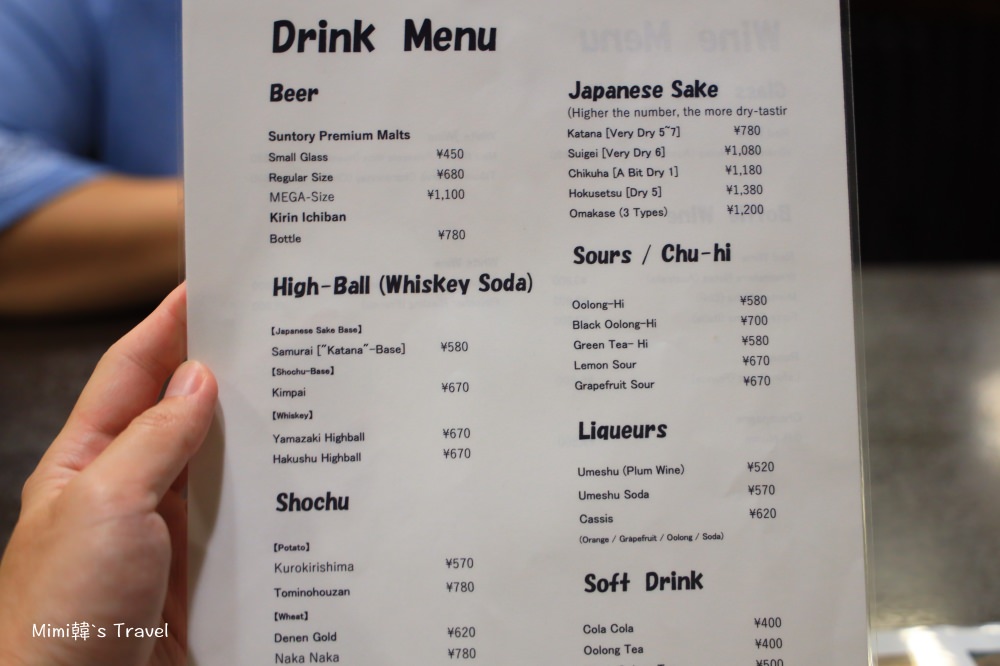 Drink Menu
Beer
Suntory Premium Malts
Small Glass ¥450
Regular Size ¥680
MEGA-Size ¥1,100
Kirin Ichiban
Bottle ¥780
High-Ball (Whiskey Soda)
【Japanese Sake Base】
Samurai ["Katana"-Base] ¥580
【Shochu-Base】
Kimpai ¥670
【Whiskey】
Yamazaki Highball ¥670
Hakushu Highball ¥670
Shochu
【Potato】
Kurokirishima ¥570
Tominohouzan ¥780
【Wheat】
Denen Gold ¥620
Naka Naka ¥780
Japanese Sake
(Higher the number, the more dry-tastir
Katana [Very Dry 5~7] ¥780
Suigei [Very Dry 6] ¥1,080
Chikuha [A Bit Dry 1] ¥1,180
Hokusetsu [Dry 5] ¥1,380
Omakase (3 Types) ¥1,200
Sours / Chu-hi
Oolong-Hi ¥580
Black Oolong-Hi ¥700
Green Tea- Hi ¥580
Lemon Sour ¥670
Grapefruit Sour ¥670
Liqueurs
Umeshu (Plum Wine) ¥520
Umeshu Soda ¥570
Cassis ¥620
(Orange / Grapefruit / Oolong / Soda)
Soft Drink
Cola Cola ¥400
Oolong Tea ¥400
¥500
Mimi韓`s Travel